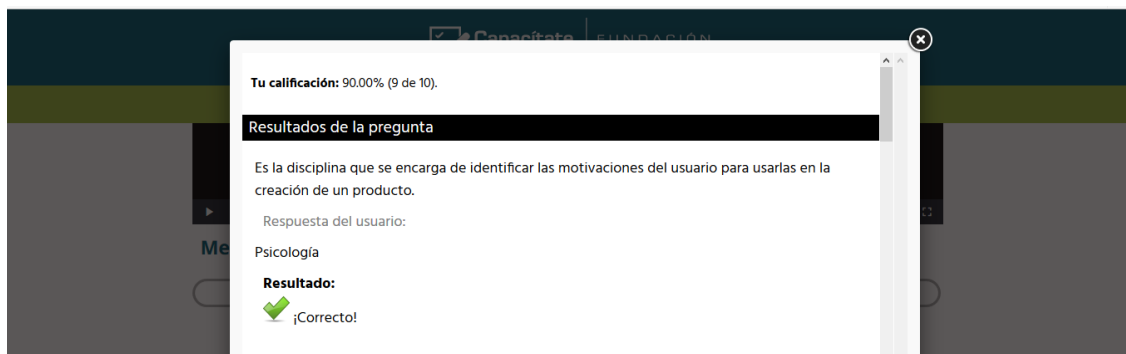 Capacítate FUNDACIÓN
Tu calificación: 90.00% (9 de 10).
Resultados de la pregunta
Es la disciplina que se encarga de identificar las motivaciones del usuario para usarlas en la
creación de un producto.
Respuesta del usuario:
Me
Psicología
Resultado:
¡Correcto!